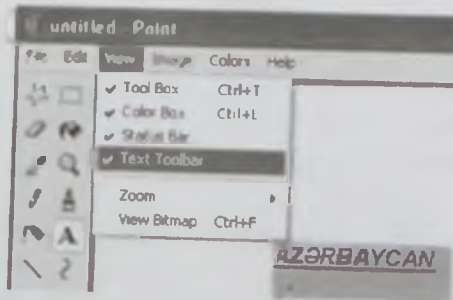 untitled - Paint
File Edit View Image Colors Help
✓ Tool Box Ctrl+T
✓ Color Box Ctrl+L
✓ Status Bar
✓ Text Toolbar
Zoom
View Bitmap Ctrl+F
A
AZƏRBAYCAN